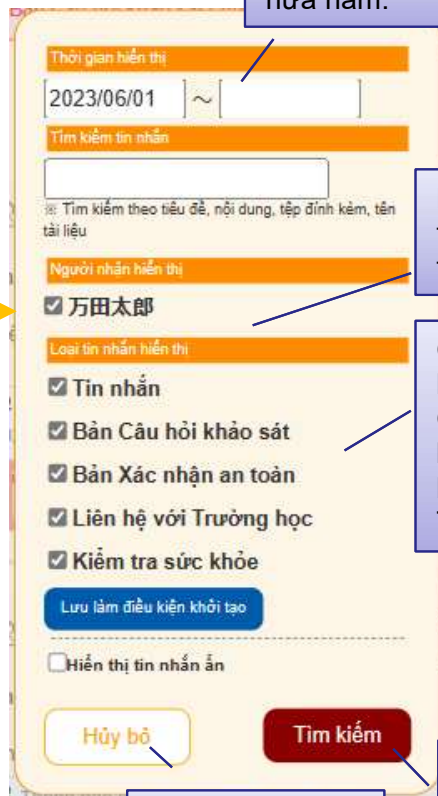 nửa năm.
Thời gian hiển thị
2023/06/01 ～
Tìm kiếm tin nhắn
※ Tìm kiếm theo tiêu đề, nội dung, tệp đính kèm, tên
tài liệu
Người nhận hiển thị
万田太郎
Loại tin nhắn hiển thị
Tin nhắn
Bản Câu hỏi khảo sát
Bản Xác nhận an toàn
Liên hệ với Trường học
Kiểm tra sức khỏe
Lưu làm điều kiện khởi tạo
Hiển thị tin nhắn ẩn
Hủy bỏ
Tìm kiếm